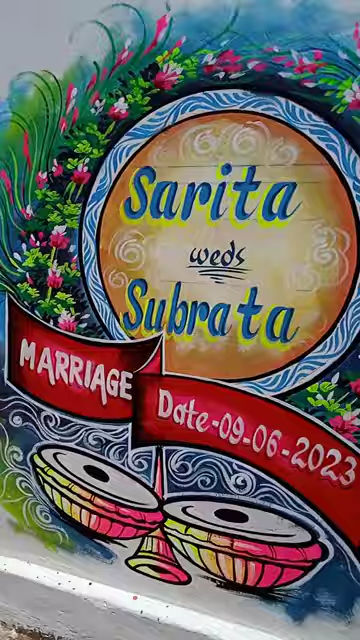 Sarita
weds
Subrata
MARRIAGE
Date-09-06-2023